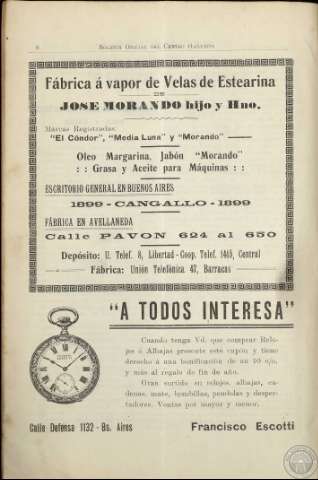 6
BOLETIN OFICIAL DEL CENTRO
Fábrica á vapor de Velas de Estearina
DE
JOSE MORANDO hijo y Hno.
Marcas Registradas
"El Cóndor", "Media Luna" y "Morando"
Oleo Margarina, Jabón "Morando"
: : Grasa y Aceite para Máquinas : :
ESCRITORIO GENERAL EN BUENOS AIRES
1899 - CANGALLO - 1899
FÁBRICA EN AVELLANEDA
Calle PAVON 624 al 650
Depósito: U. Telef. 8, Libertad - Coop. Telef. 1465, Central
Fábrica: Unión Telefónica 47, Barracas
"A TODOS INTERESA"
Cuando tenga Vd. que comprar Relo-
jes ó Alhajas presente este cupón y tiene
derecho á una bonificación de un 10 o/o,
y más al regalo de fin de año.
Gran surtido en relojes, alhajas, ca-
denas, mate, bombillas, péndolas y desper-
tadores. Ventas por mayor y menor.
Calle Defensa 1132 - Bs. Aires
Francisco Escotti